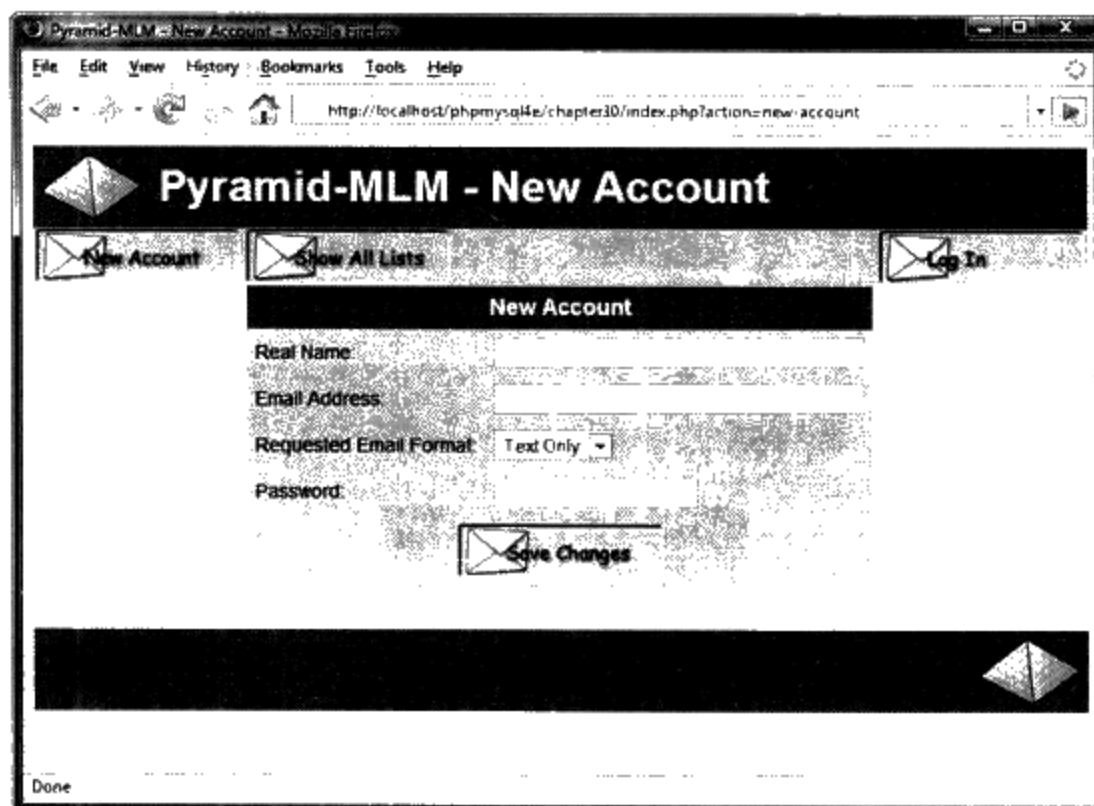 Pyramid-MLM - New Account - Mozilla Firefox
File Edit View History Bookmarks Tools Help
http://localhost/phpmysql4e/chapter30/index.php?action=new-account
Pyramid-MLM - New Account
New Account Show All Lists Log In
New Account
Real Name:
Email Address:
Requested Email Format: Text Only
Password:
Save Changes
Done